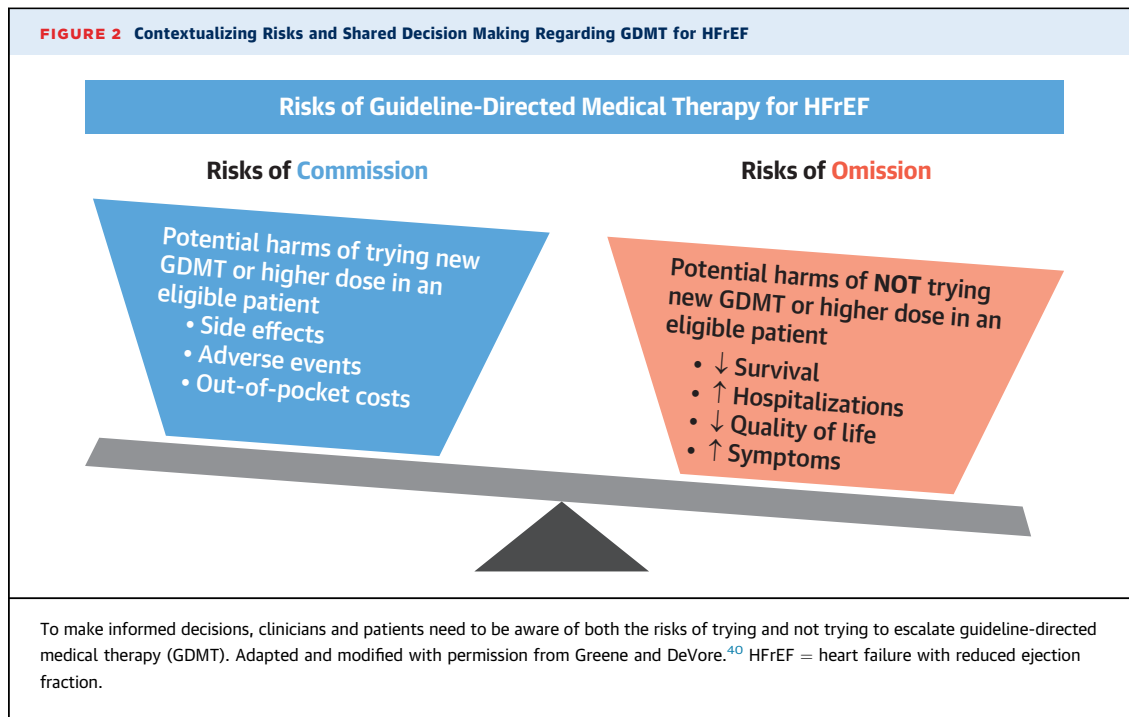 FIGURE 2 Contextualizing Risks and Shared Decision Making Regarding GDMT for HFrEF
Risks of Guideline-Directed Medical Therapy for HFrEF
Risks of Commission
Potential harms of trying new
GDMT or higher dose in an
eligible patient
• Side effects
• Adverse events
• Out-of-pocket costs
Risks of Omission
Potential harms of NOT trying
new GDMT or higher dose in an
eligible patient
• ↓ Survival
• ↑ Hospitalizations
• ↓ Quality of life
• ↑ Symptoms
To make informed decisions, clinicians and patients need to be aware of both the risks of trying and not trying to escalate guideline-directed
medical therapy (GDMT). Adapted and modified with permission from Greene and DeVore.40 HFrEF = heart failure with reduced ejection
fraction.